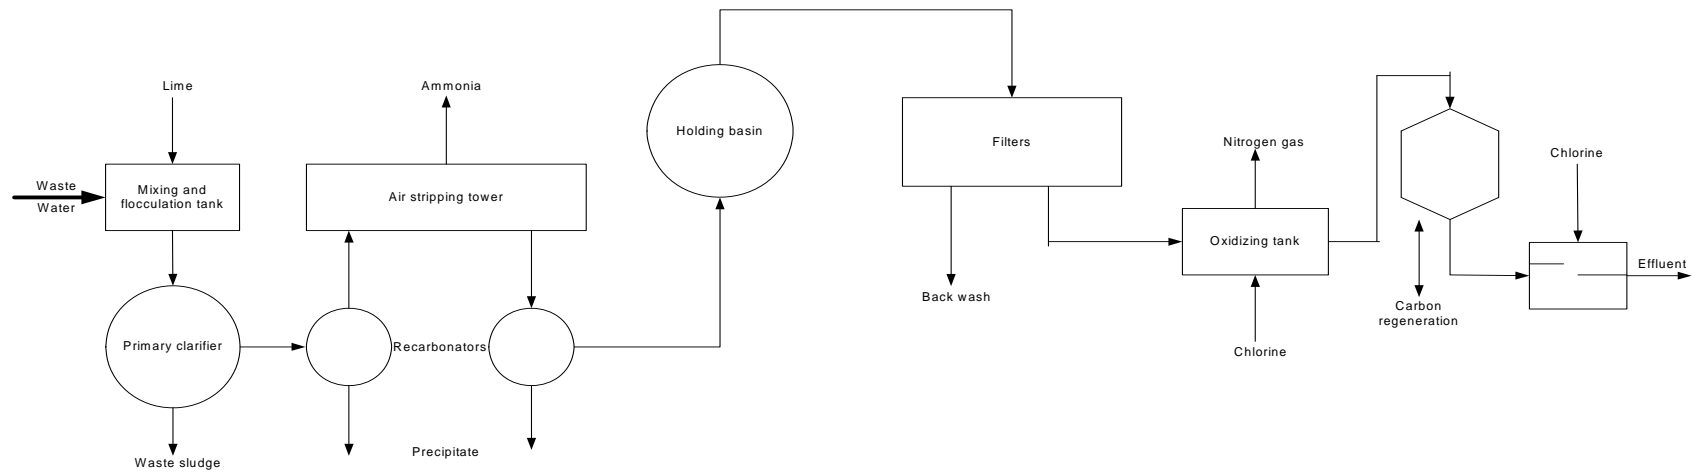 Lime
Waste
Water
Mixing and
flocculation tank
Primary clarifier
Waste sludge
Ammonia
Air stripping tower
Recarbonators
Precipitate
Holding basin
Filters
Back wash
Nitrogen gas
Oxidizing tank
Chlorine
Carbon
regeneration
Chlorine
Effluent